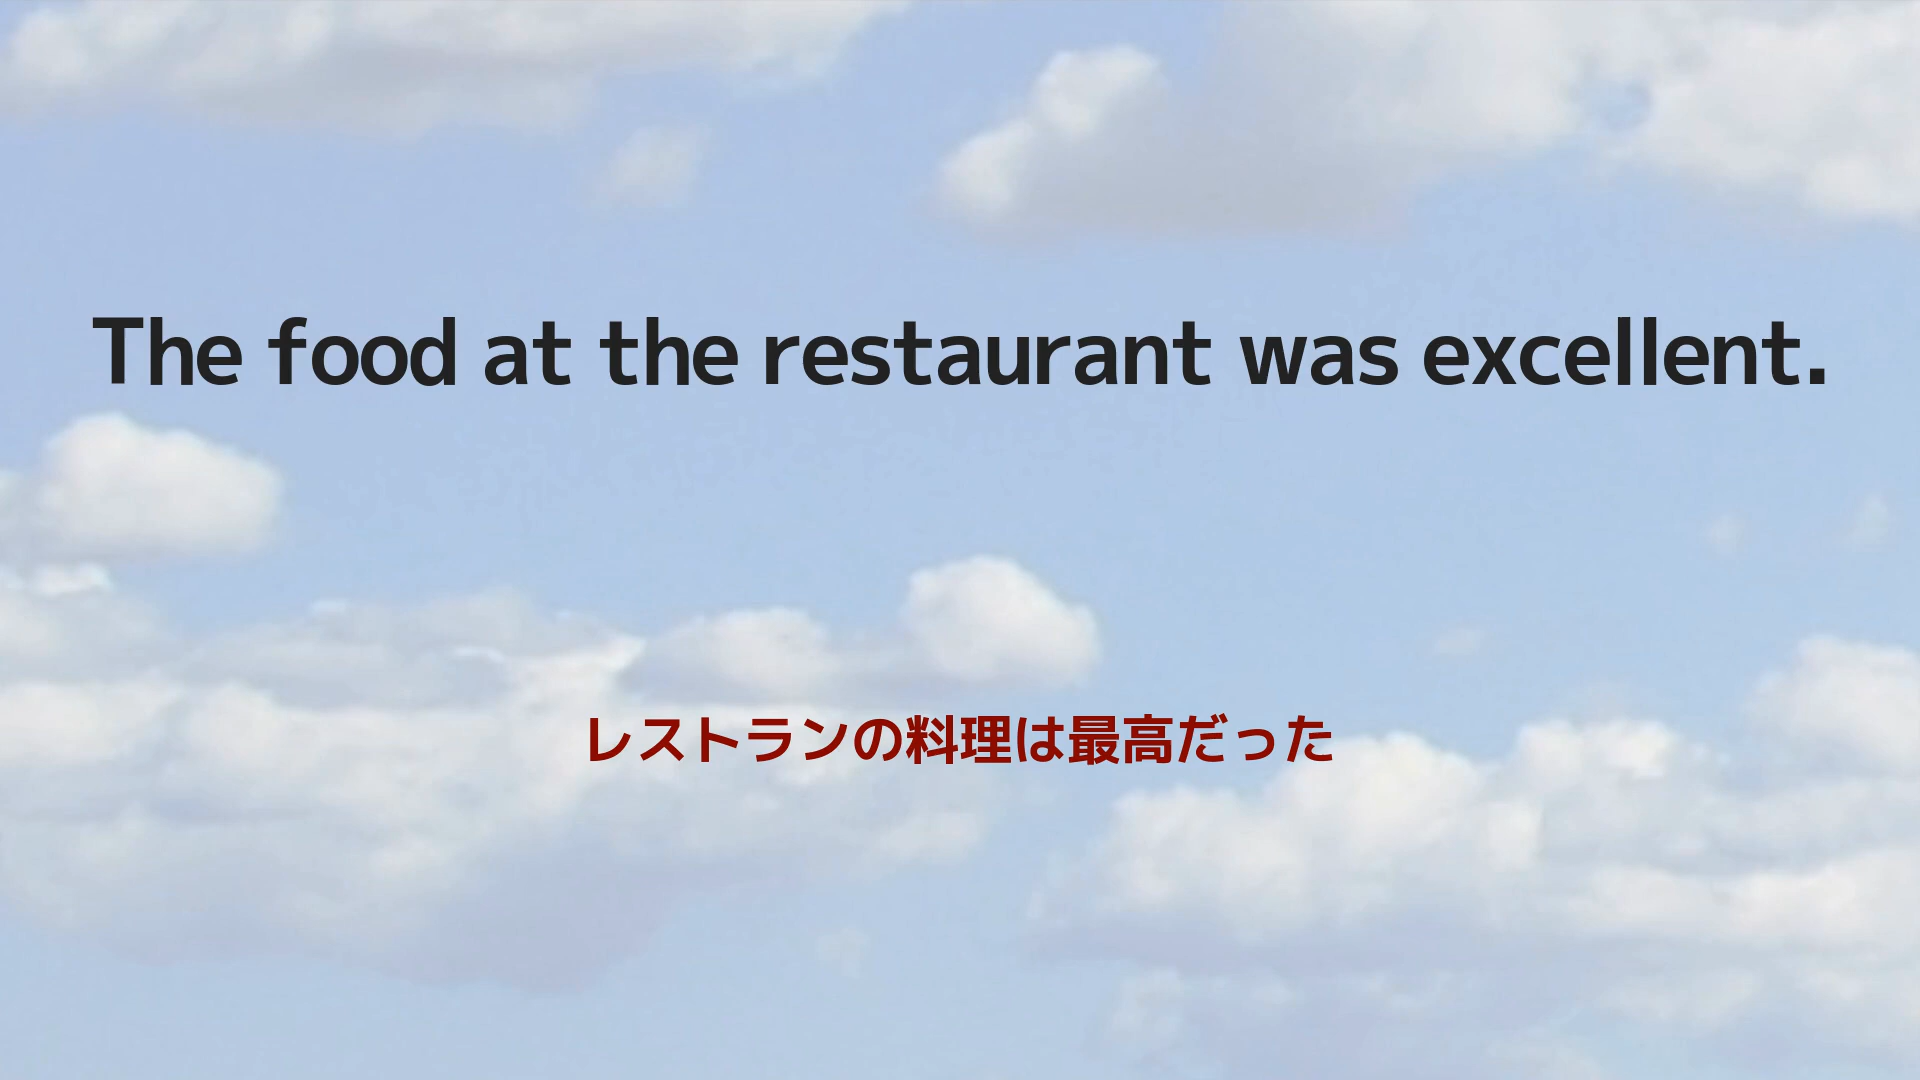 The food at the restaurant was excellent.
レストランの料理は最高だった